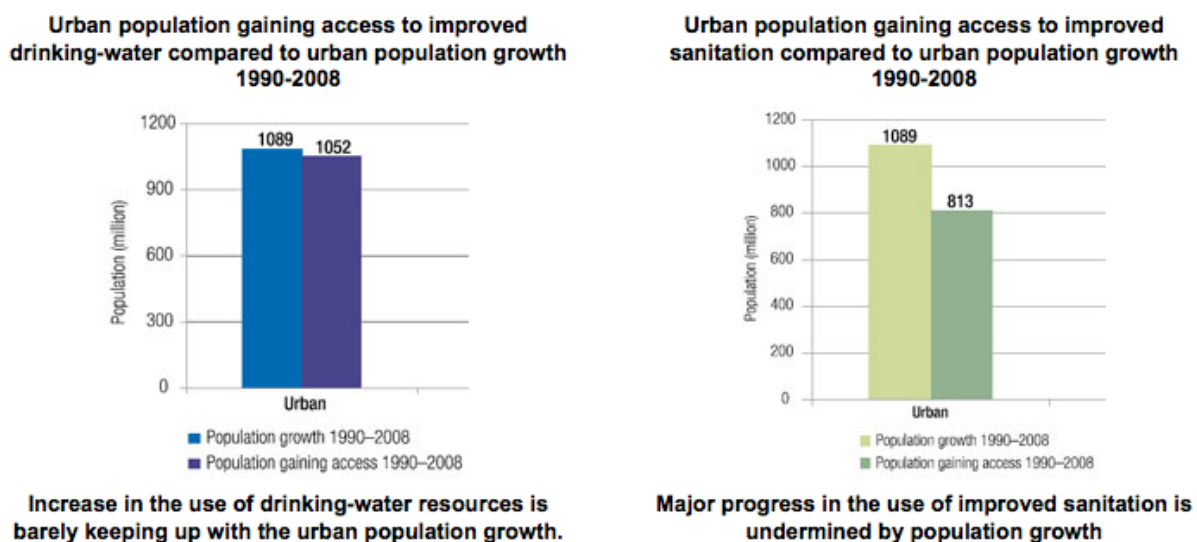 Urban population gaining access to improved
drinking-water compared to urban population growth
1990-2008
1200
1089
1052
900
600
300
0
Population (million)
Urban
Population growth 1990–2008
Population gaining access 1990–2008
Increase in the use of drinking-water resources is
barely keeping up with the urban population growth.
Urban population gaining access to improved
sanitation compared to urban population growth
1990-2008
1200
1089
1000
813
800
600
400
200
0
Population (million)
Urban
Population growth 1990–2008
Population gaining access 1990–2008
Major progress in the use of improved sanitation is
undermined by population growth